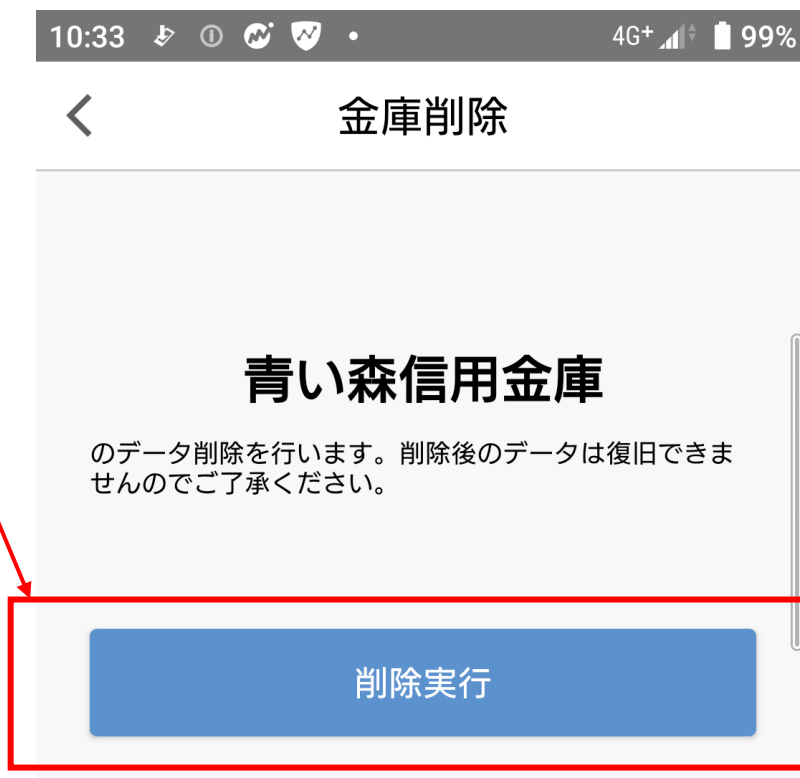 10:33 4G+ 99%
金庫削除
青い森信用金庫
のデータ削除を行います。削除後のデータは復旧できま
せんのでご了承ください。
削除実行